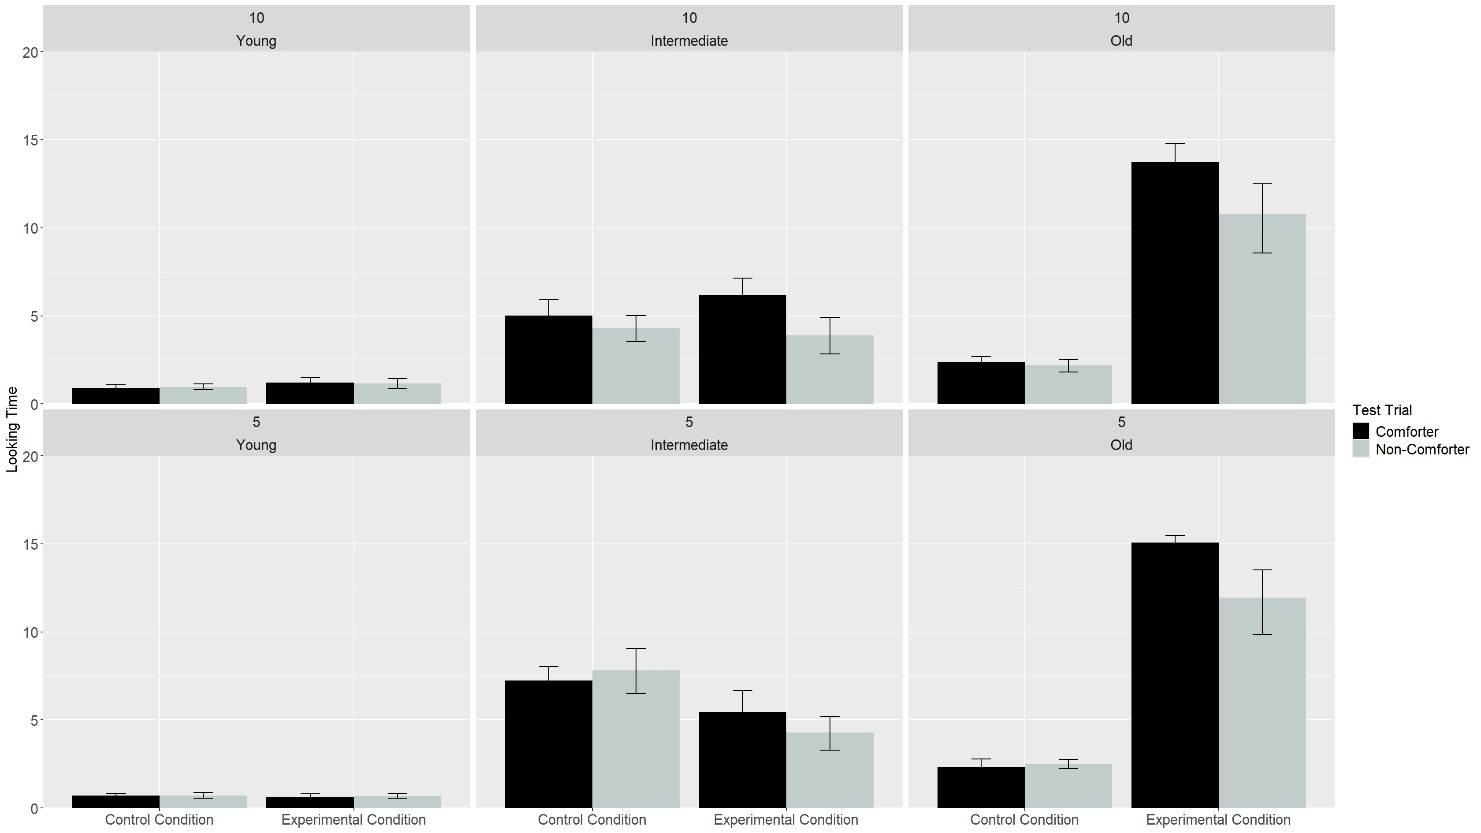 10
10
10
Young
Intermediate
Old
20
15
10
5
0
5
5
5
Young
Intermediate
Old
20
15
10
5
0
Control Condition
Experimental Condition
Control Condition
Experimental Condition
Control Condition
Experimental Condition
Looking Time
Test Trial
Comforter
Non-Comforter